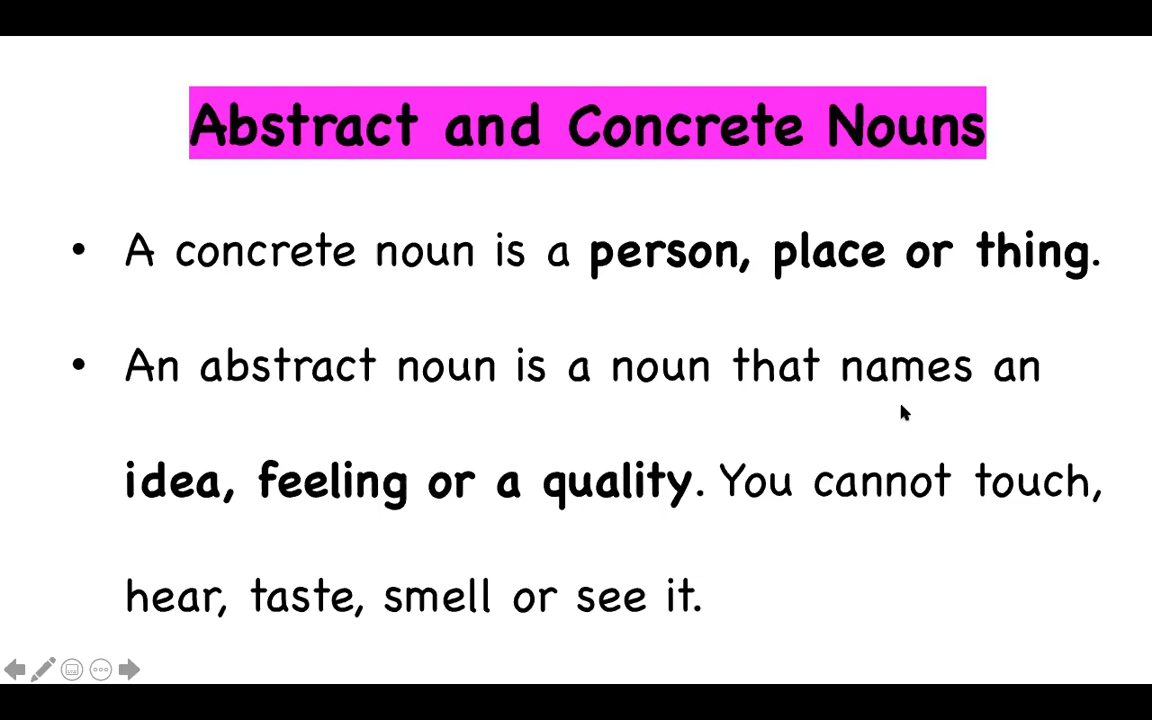 Abstract and Concrete Nouns
• A concrete noun is a person, place or thing.
• An abstract noun is a noun that names an
idea, feeling or a quality. You cannot touch,
hear, taste, smell or see it.